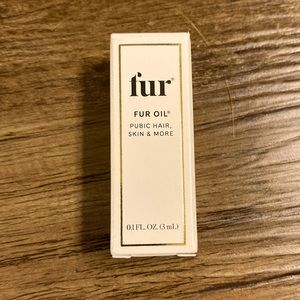 fur®
FUR OIL®
PUBIC HAIR,
SKIN & MORE
0.1 FL. OZ. (3 mL)